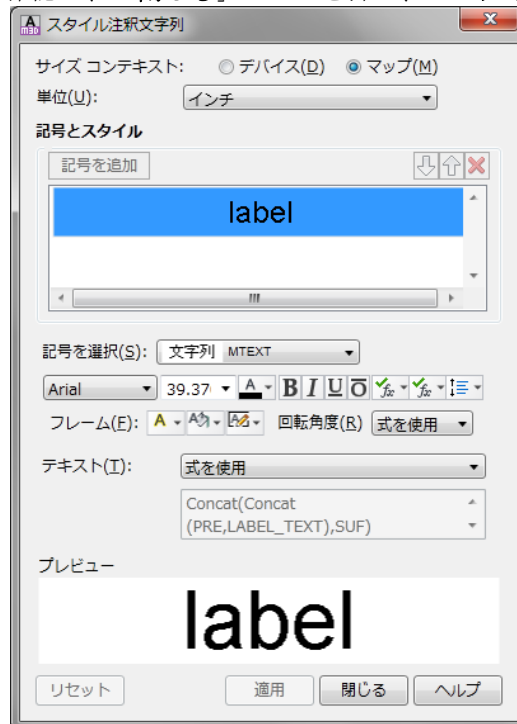 スタイル注釈文字列
サイズ コンテキスト: デバイス(D) マップ(M)
単位(U): インチ
記号とスタイル
記号を追加
label
記号を選択(S): 文字列 MTEXT
Arial 39.37 A B I U O fx fx
フレーム(F): A 回転角度(R) 式を使用
テキスト(T): 式を使用
Concat(Concat
(PRE,LABEL_TEXT),SUF)
プレビュー
label
リセット 適用 閉じる ヘルプ